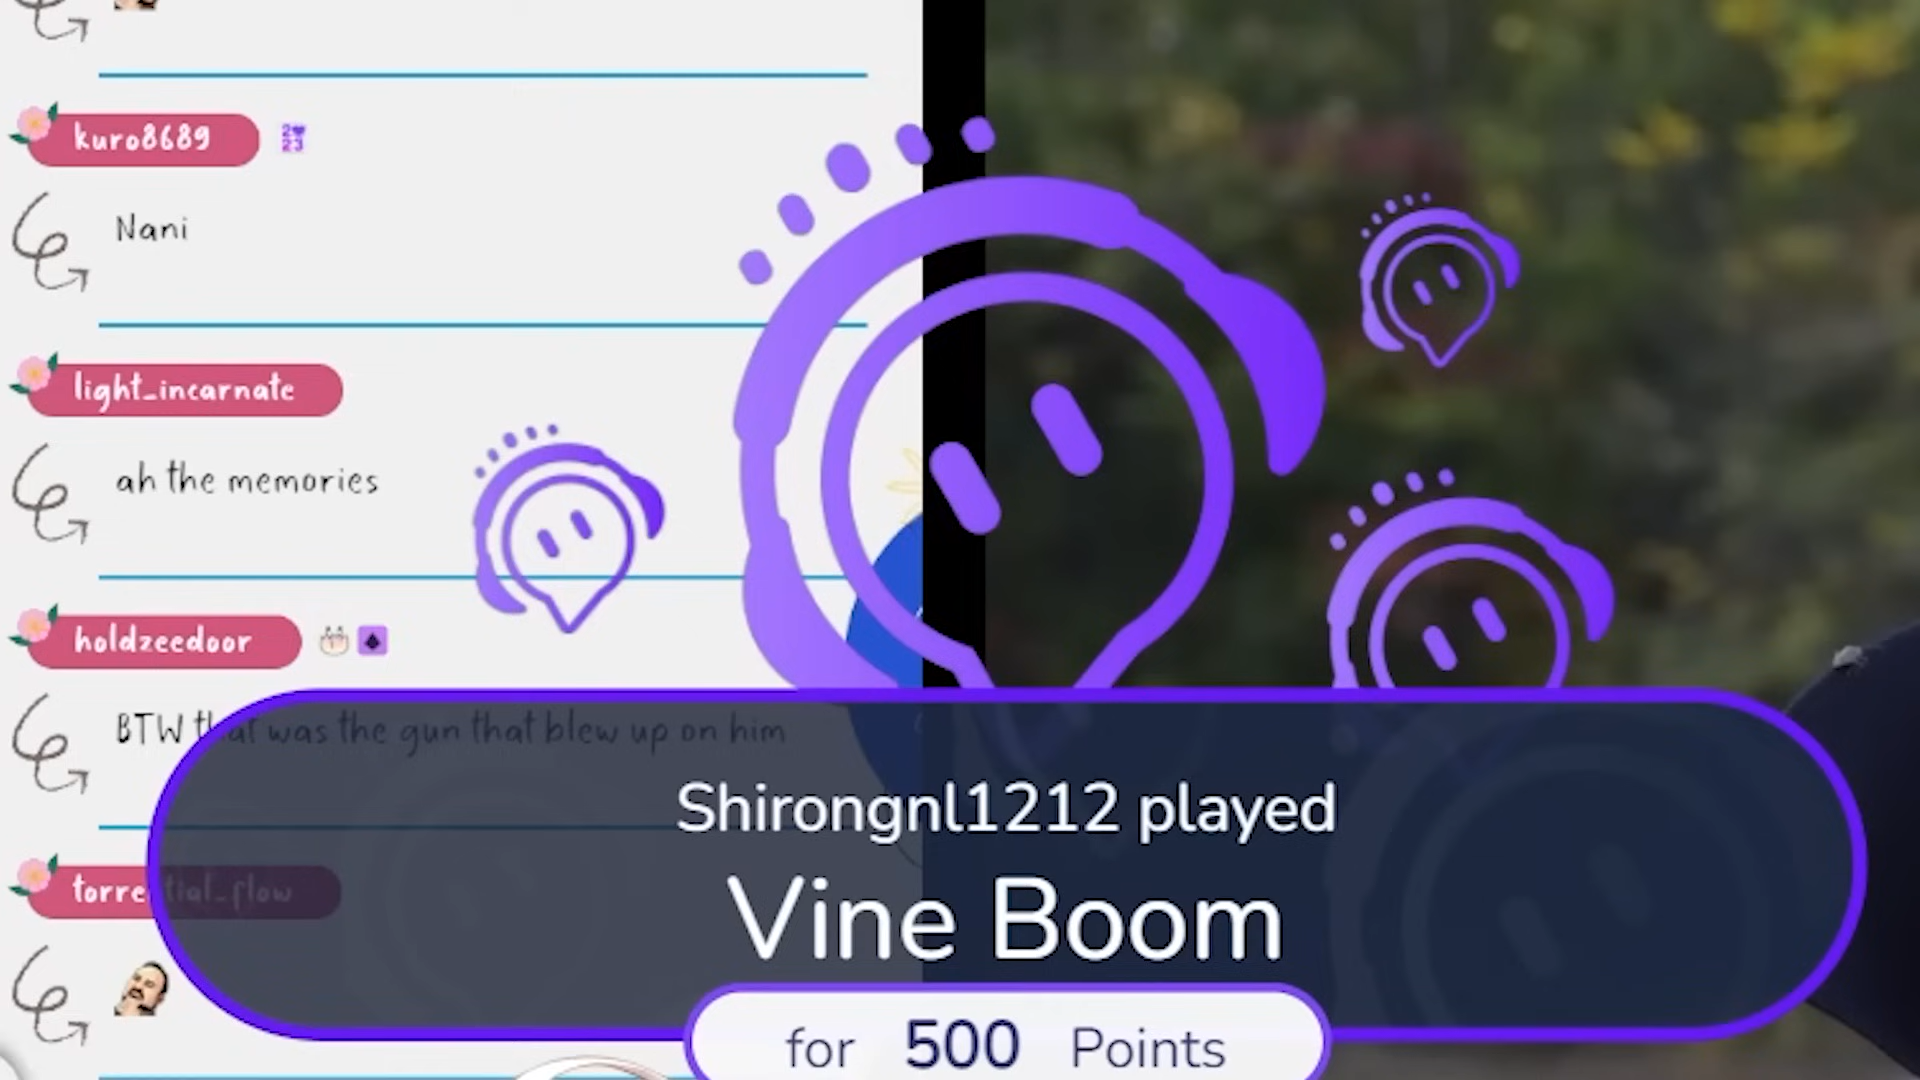 kuro8689
Nani
light_incarnate
ah the memories
holdzeedoor
BTW that was the gun that blew up on him
torrential_flow
Shirongnl1212 played
Vine Boom
for 500 Points